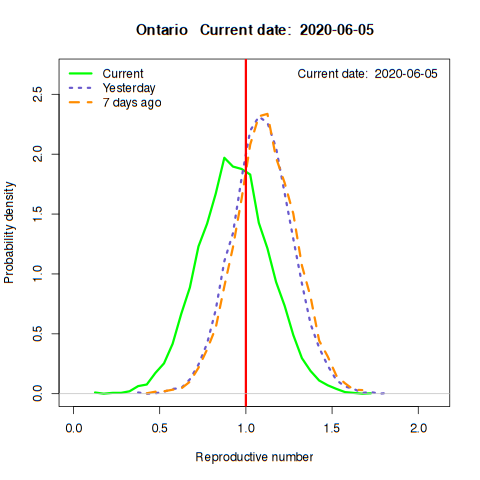 Ontario Current date: 2020-06-05
Current
Yesterday
7 days ago
Current date: 2020-06-05
Probability density
2.5
2.0
1.5
1.0
0.5
0.0
0.0 0.5 1.0 1.5 2.0
Reproductive number